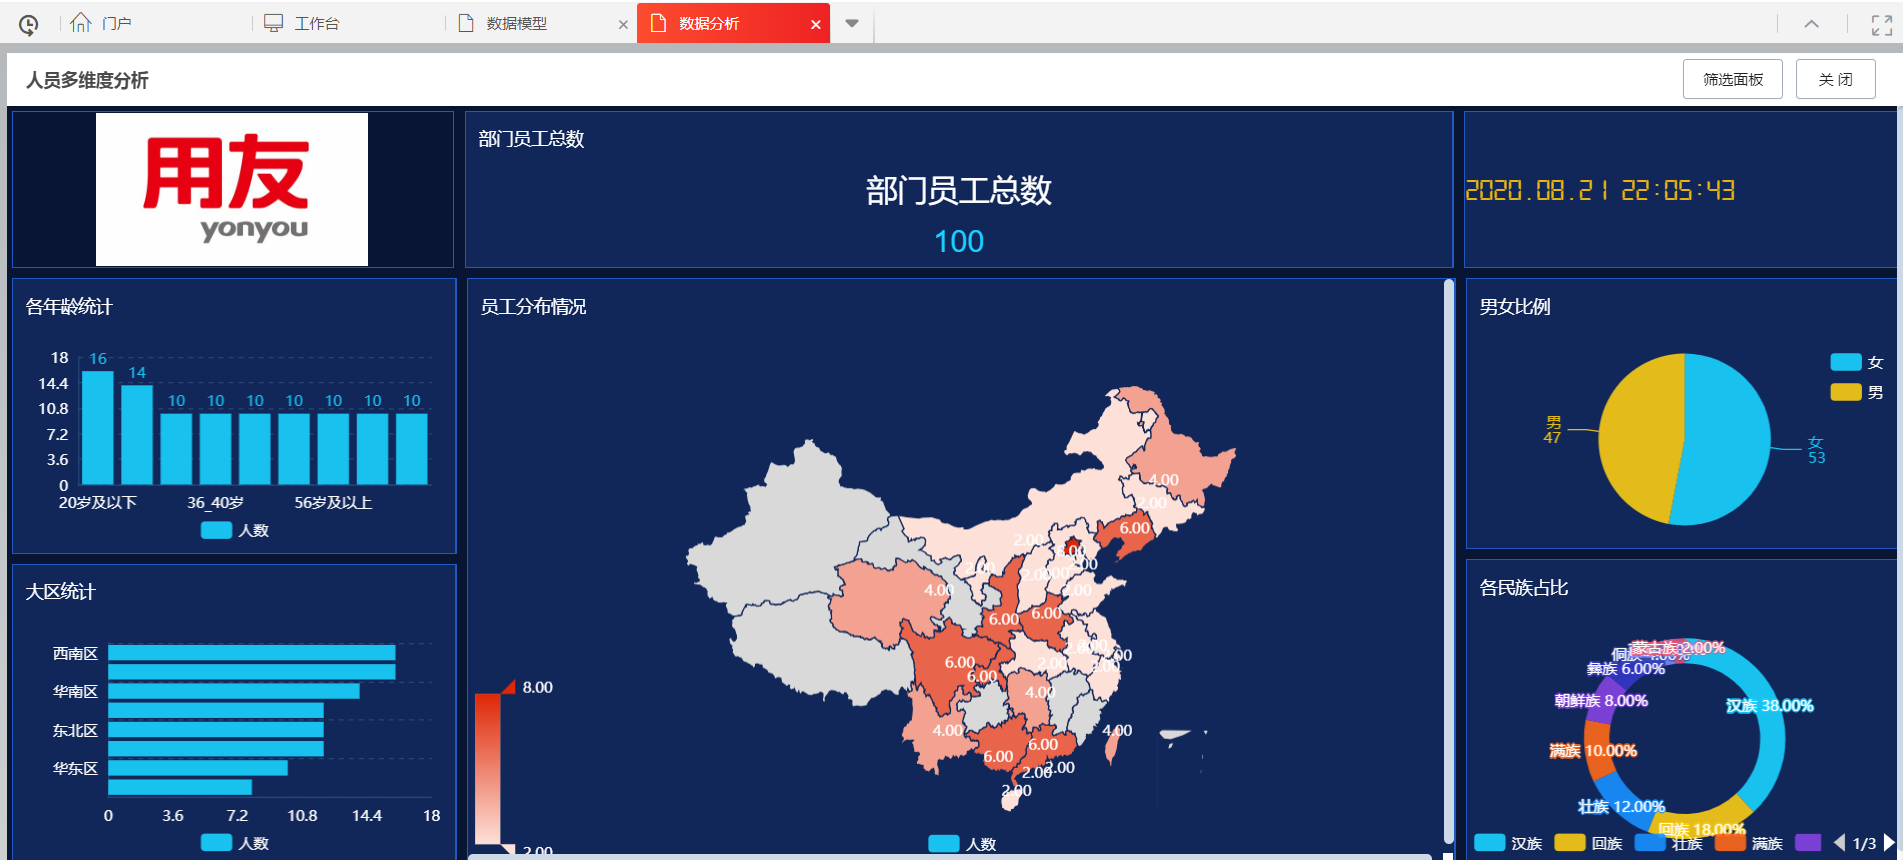 门户
工作台
数据模型
数据分析
人员多维度分析
筛选面板
关 闭
用友
yonyou
部门员工总数
部门员工总数
100
2020.08.21 22:05:43
各年龄统计
18
14.4
10.8
7.2
3.6
0
16
14
10
10
10
10
10
10
10
20岁及以下
36_40岁
56岁及以上
人数
大区统计
西南区
华南区
东北区
华东区
0
3.6
7.2
10.8
14.4
18
人数
员工分布情况
4.00
2.00
6.00
2.00
8.00
2.00
2.00
4.00
2.00
6.00
6.00
6.00
2.00
6.00
4.00
4.00
4.00
6.00
6.00
2.00
2.00
2.00
8.00
2.00
人数
男女比例
女
男
男
47
女
53
各民族占比
蒙古族 2.00%
彝族 6.00%
朝鲜族 8.00%
汉族 38.00%
满族 10.00%
壮族 12.00%
回族 18.00%
汉族
回族
壮族
满族
1/3